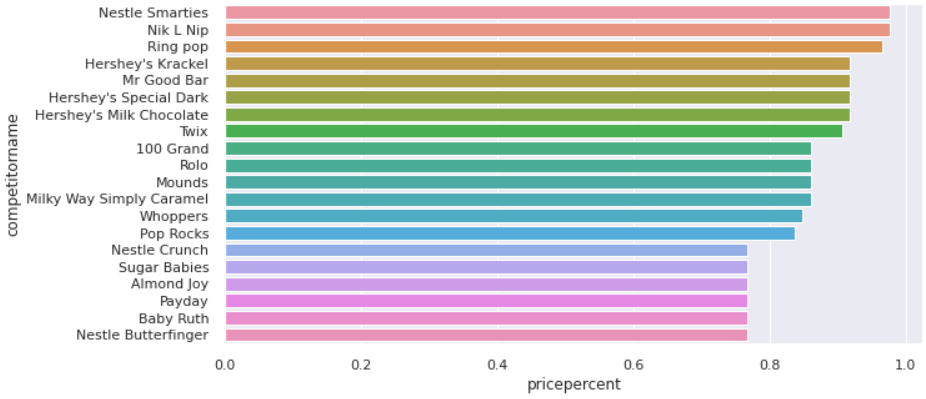 Nestle Smarties
Nik L Nip
Ring pop
Hershey's Krackel
Mr Good Bar
Hershey's Special Dark
Hershey's Milk Chocolate
Twix
100 Grand
Rolo
Mounds
Milky Way Simply Caramel
Whoppers
Pop Rocks
Nestle Crunch
Sugar Babies
Almond Joy
Payday
Baby Ruth
Nestle Butterfinger
competitorname
0.0 0.2 0.4 0.6 0.8 1.0
pricepercent